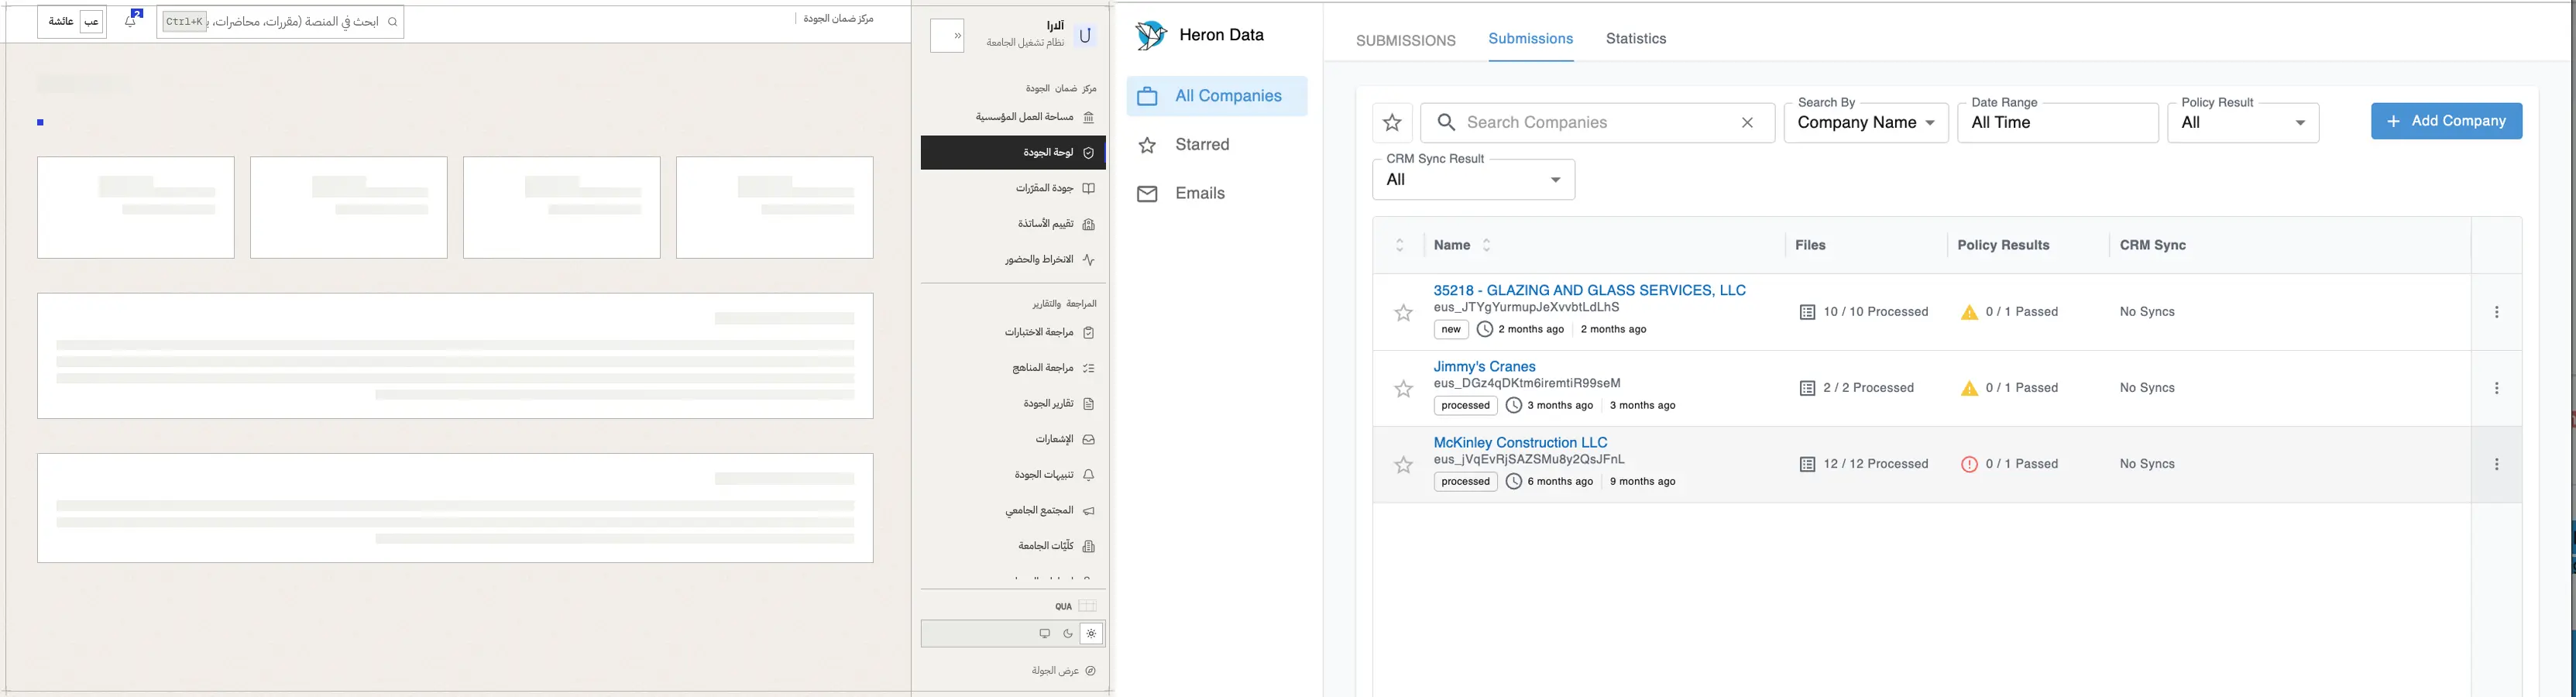 عائشة
عب
2
Ctrl+K
ابحث في المنصة (مقررات، محاضرات،
مركز ضمان الجودة
آلارا
نظام تشغيل الجامعة
مركز ضمان الجودة
مساحة العمل المؤسسية
لوحة الجودة
جودة المقرّرات
تقييم الأساتذة
الانخراط والحضور
المراجعة والتقارير
مراجعة الاختبارات
مراجعة المناهج
تقارير الجودة
الإشعارات
تنبيهات الجودة
المجتمع الجامعي
كلّيّات الجامعة
QUA
عرض الجولة
Heron Data
All Companies
Starred
Emails
SUBMISSIONS
Submissions
Statistics
Search Companies
Search By
Company Name
Date Range
All Time
Policy Result
All
Add Company
CRM Sync Result
All
Name
Files
Policy Results
CRM Sync
35218 - GLAZING AND GLASS SERVICES, LLC
eus_JTYgYurmupJeXvvbtLdLhS
new 2 months ago 2 months ago
10 / 10 Processed
0 / 1 Passed
No Syncs
Jimmy's Cranes
eus_DGz4qDKtm6iremtiR99seM
processed 3 months ago 3 months ago
2 / 2 Processed
0 / 1 Passed
No Syncs
McKinley Construction LLC
eus_jVqEvRjSAZSMu8y2QsJFnL
processed 6 months ago 9 months ago
12 / 12 Processed
0 / 1 Passed
No Syncs